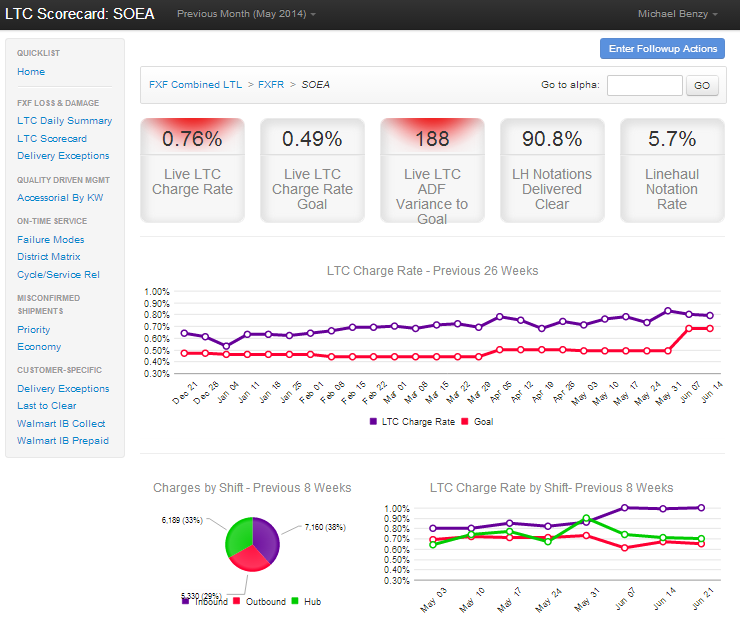 LTC Scorecard: SOEA
Previous Month (May 2014)
Michael Benzy
QUICKLIST
Home
FXF LOSS & DAMAGE
LTC Daily Summary
LTC Scorecard
Delivery Exceptions
QUALITY DRIVEN MGMT
Accessorial By KW
ON-TIME SERVICE
Failure Modes
District Matrix
Cycle/Service Rel
MISCONFIRMED
SHIPMENTS
Priority
Economy
CUSTOMER-SPECIFIC
Delivery Exceptions
Last to Clear
Walmart IB Collect
Walmart IB Prepaid
Enter Followup Actions
FXF Combined LTL > FXFR > SOEA
Go to alpha:
GO
0.76%
Live LTC
Charge Rate
0.49%
Live LTC
Charge Rate
Goal
188
Live LTC
ADF
Variance to
Goal
90.8%
LH Notations
Delivered
Clear
5.7%
Linehaul
Notation
Rate
LTC Charge Rate - Previous 26 Weeks
1.00%
0.90%
0.80%
0.70%
0.60%
0.50%
0.40%
0.30%
Dec 21
Dec 28
Jan 04
Jan 11
Jan 18
Jan 25
Feb 01
Feb 08
Feb 15
Feb 22
Mar 01
Mar 08
Mar 15
Mar 22
Mar 29
Apr 05
Apr 12
Apr 19
Apr 26
May 03
May 10
May 17
May 24
May 31
Jun 07
Jun 14
LTC Charge Rate
Goal
Charges by Shift - Previous 8 Weeks
6,189 (33%)
7,160 (38%)
5,330 (29%)
Inbound
Outbound
Hub
LTC Charge Rate by Shift- Previous 8 Weeks
1.00%
0.90%
0.80%
0.70%
0.60%
0.50%
0.40%
0.30%
May 03
May 10
May 17
May 24
May 31
Jun 07
Jun 14
Jun 21